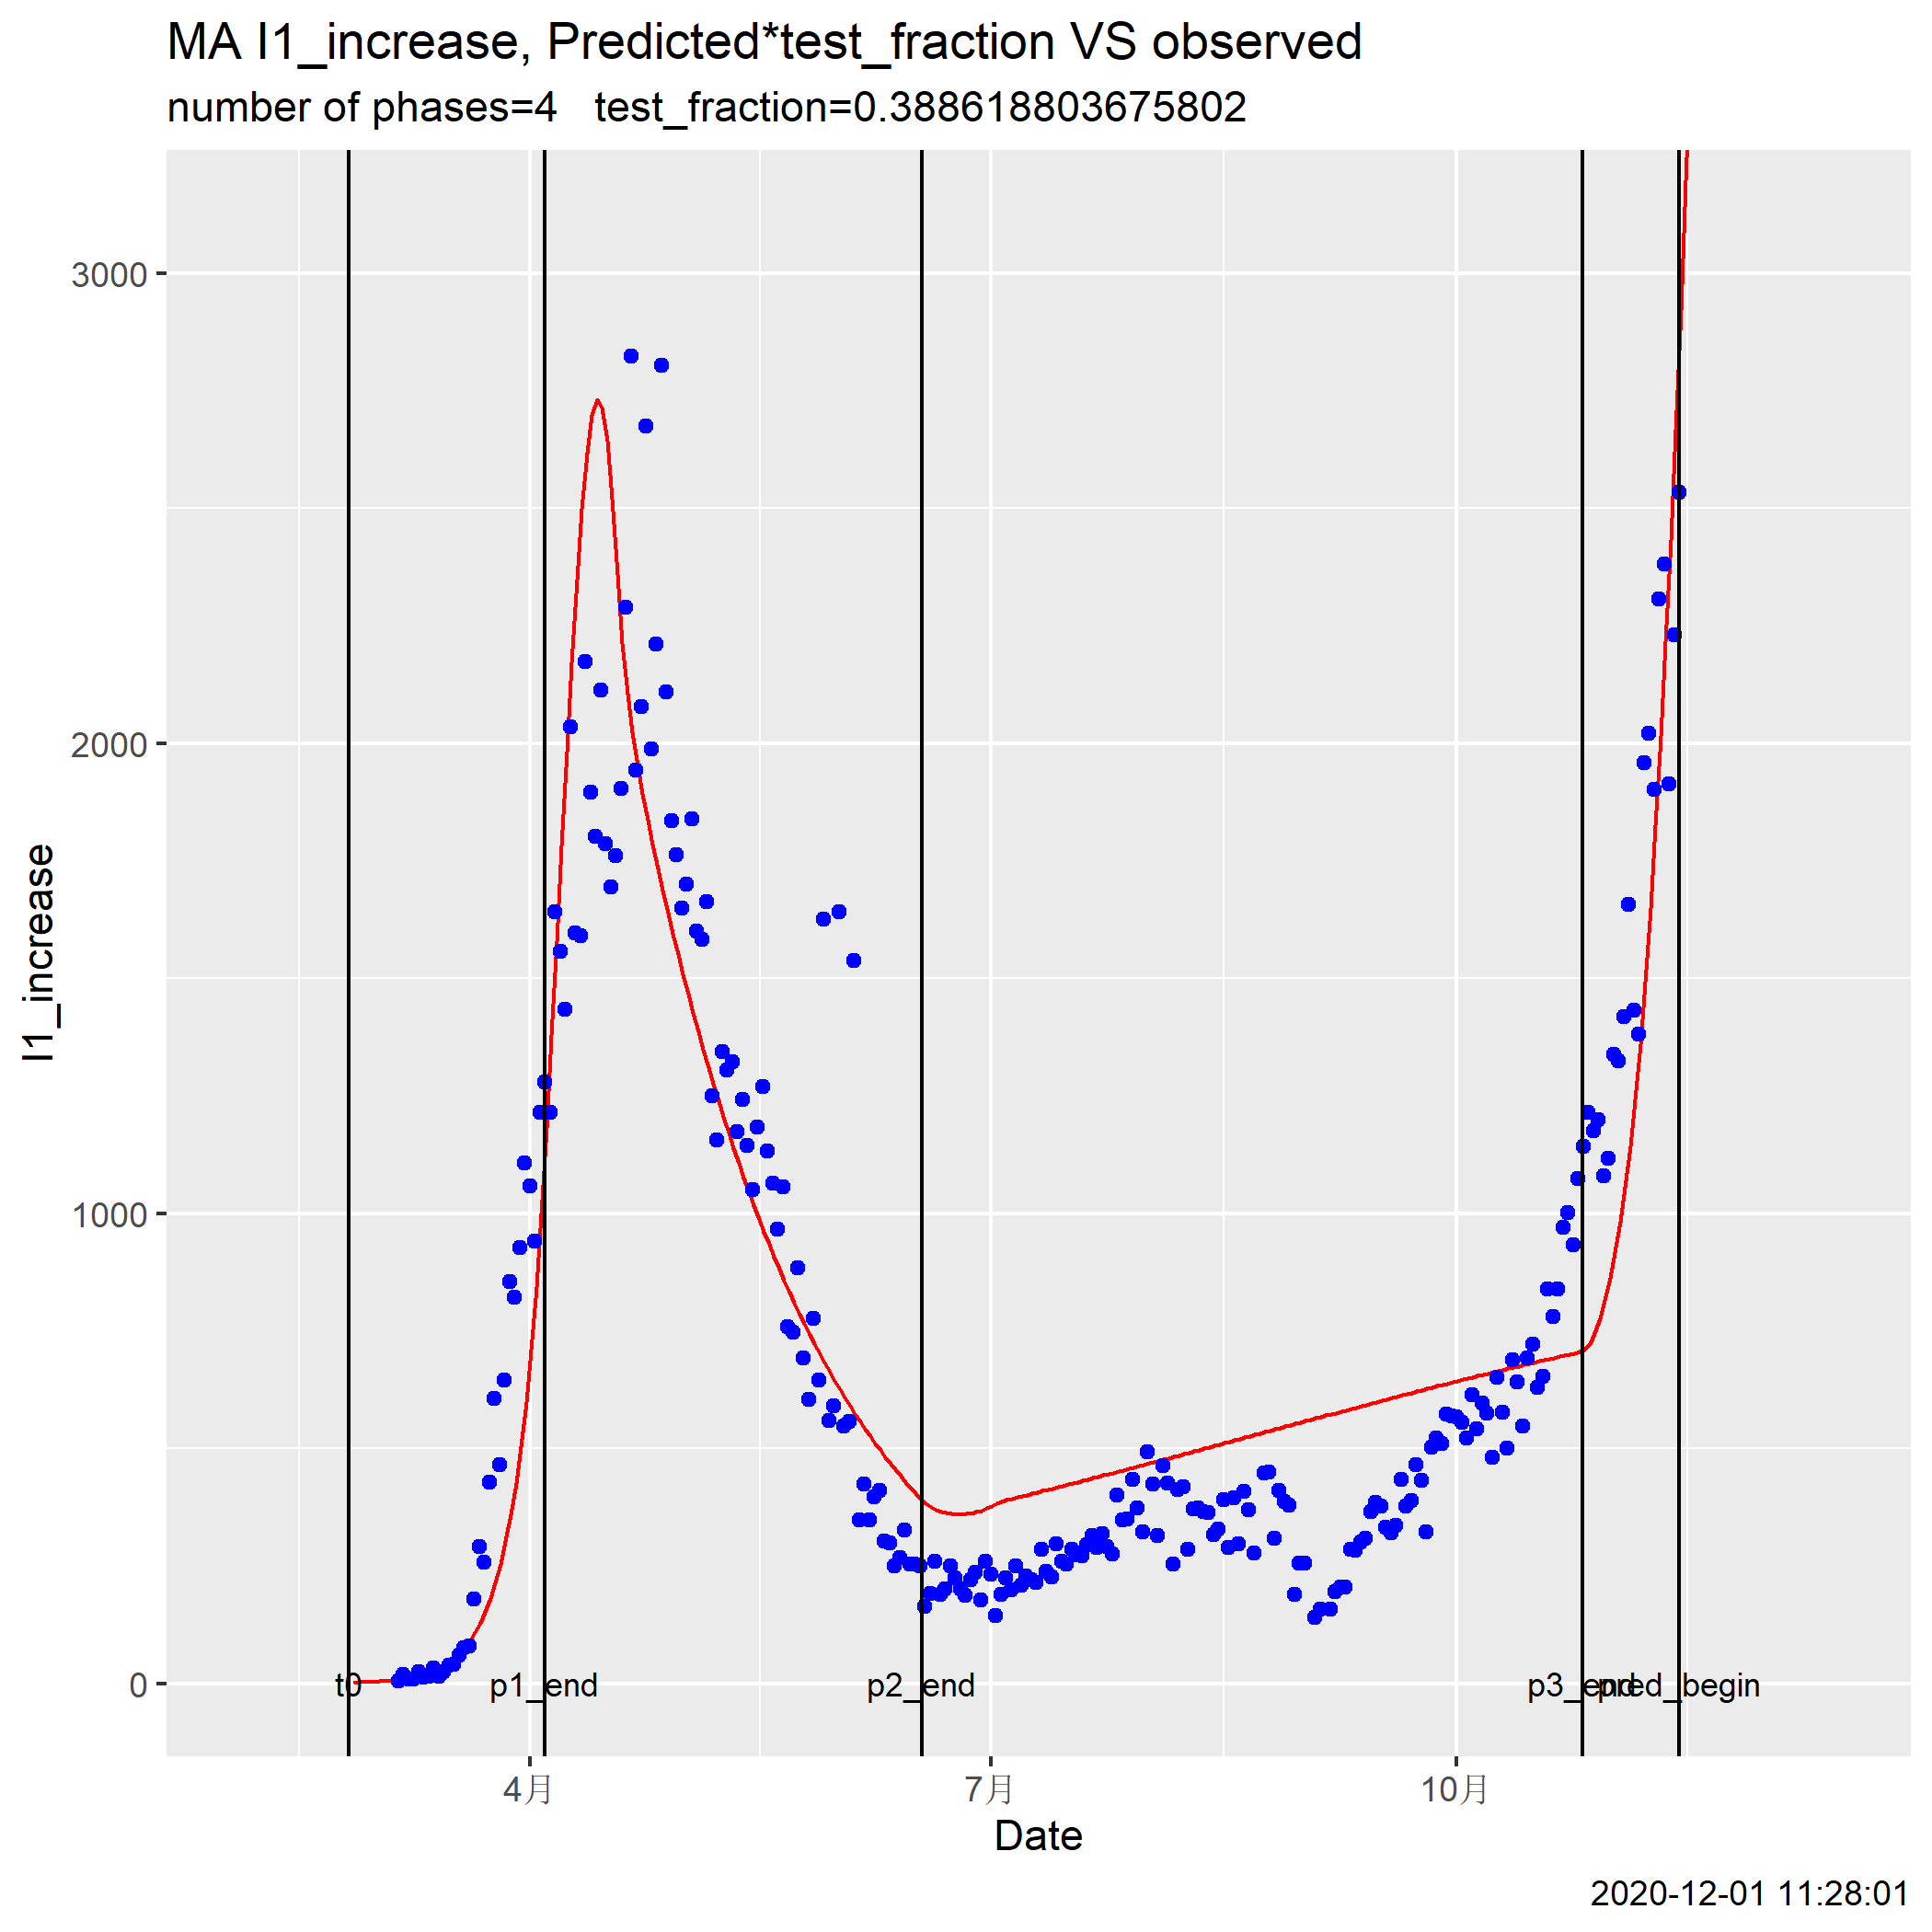 MA I1_increase, Predicted*test_fraction VS observed
number of phases=4 test_fraction=0.388618803675802
3000
2000
1000
0
I1_increase
t0
p1_end
p2_end
p3_end
pred_begin
4月
7月
10月
Date
2020-12-01 11:28:01